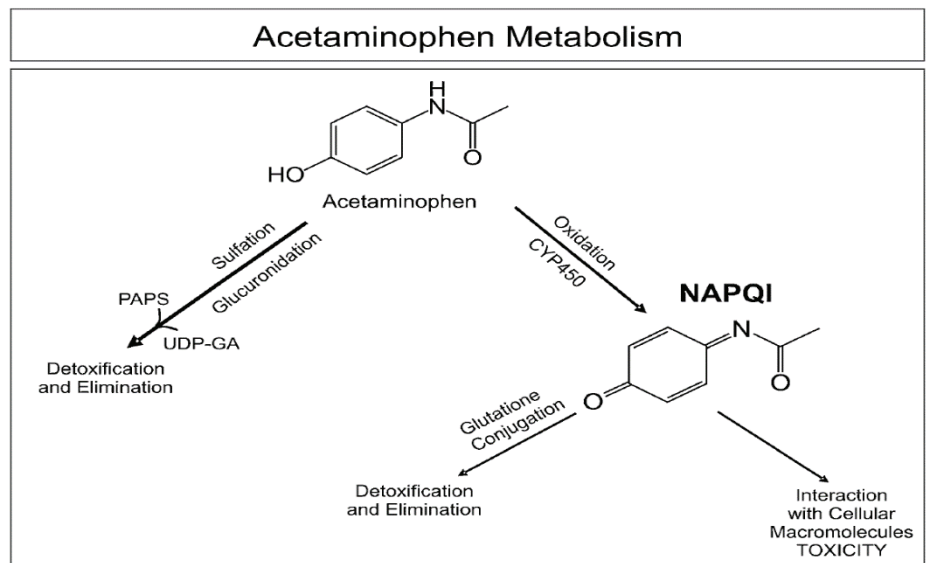 Acetaminophen Metabolism
H
N
O
HO
Acetaminophen
Sulfation
Glucuronidation
Oxidation
CYP450
PAPS
UDP-GA
Detoxification
and Elimination
NAPQI
N
O
O
Glutatione
Conjugation
Detoxification
and Elimination
Interaction
with Cellular
Macromolecules
TOXICITY